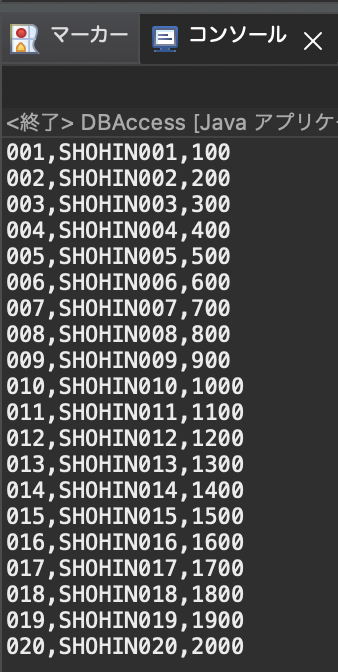 マーカー
コンソール
<終了> DBAccess [Java アプリケー
001,SHOHIN001,100
002,SHOHIN002,200
003,SHOHIN003,300
004,SHOHIN004,400
005,SHOHIN005,500
006,SHOHIN006,600
007,SHOHIN007,700
008,SHOHIN008,800
009,SHOHIN009,900
010,SHOHIN010,1000
011,SHOHIN011,1100
012,SHOHIN012,1200
013,SHOHIN013,1300
014,SHOHIN014,1400
015,SHOHIN015,1500
016,SHOHIN016,1600
017,SHOHIN017,1700
018,SHOHIN018,1800
019,SHOHIN019,1900
020,SHOHIN020,2000